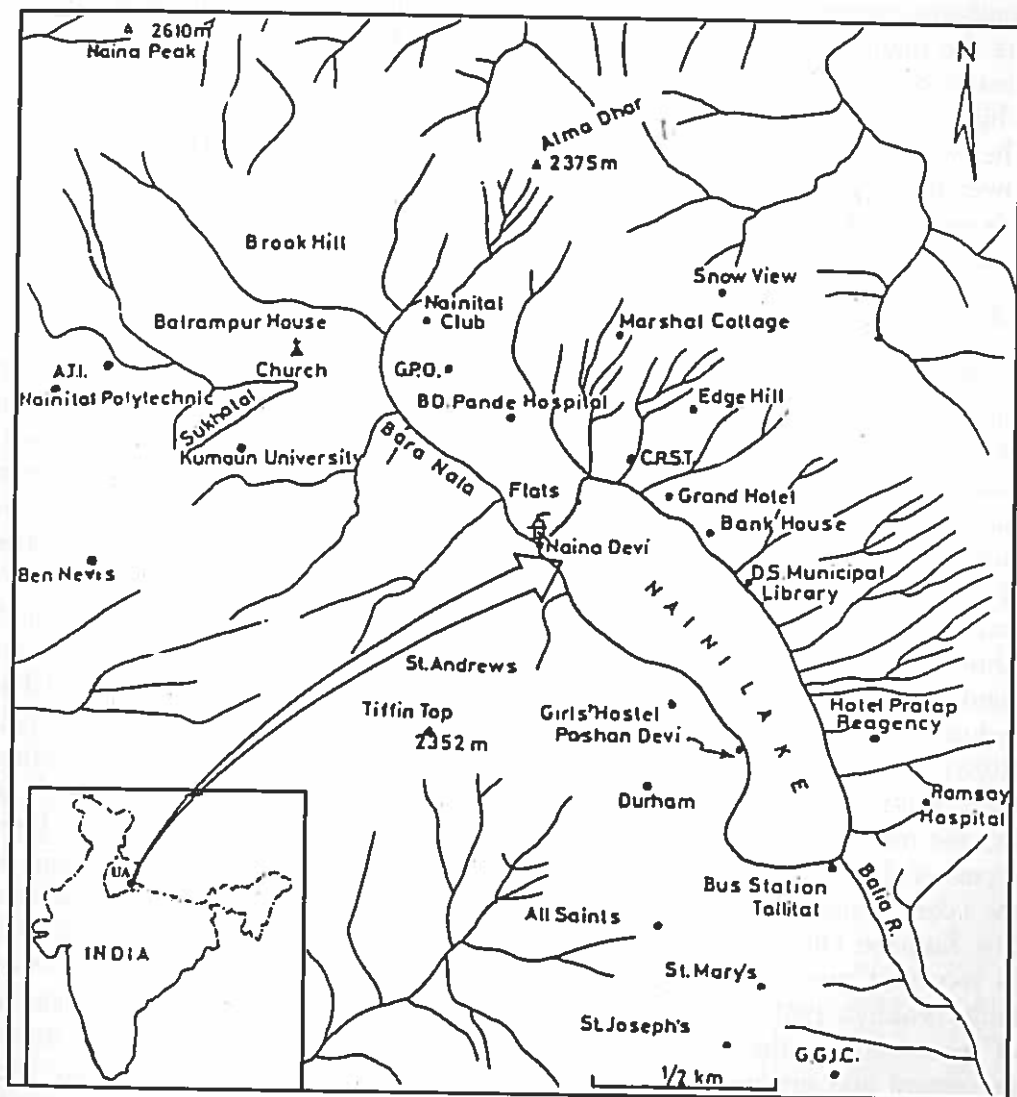 2610m
Naina Peak
N
Alma Dhar
2375m
Brook Hill
Snow View
Nainital
Club
Balrampur House
Marshal Cottage
Church
A.T.I.
G.P.O.
Nainital Polytechnic
B.D. Pande Hospital
Edge Hill
Sukhatal
Kumaun University
Bara Nala
C.R.S.T.
Flats
Grand Hotel
Bank House
Naina Devi
Ben Nevis
D.S. Municipal
Library
NAINI LAKE
St. Andrews
Tiffin Top
2352 m
Girls' Hostel
Pashan Devi
Hotel Pratap
Reagency
Durham
Ramsay
Hospital
UA
INDIA
Bus Station
Tallital
Balia R.
All Saints
St. Mary's
St. Joseph's
G.G.I.C.
1/2 km